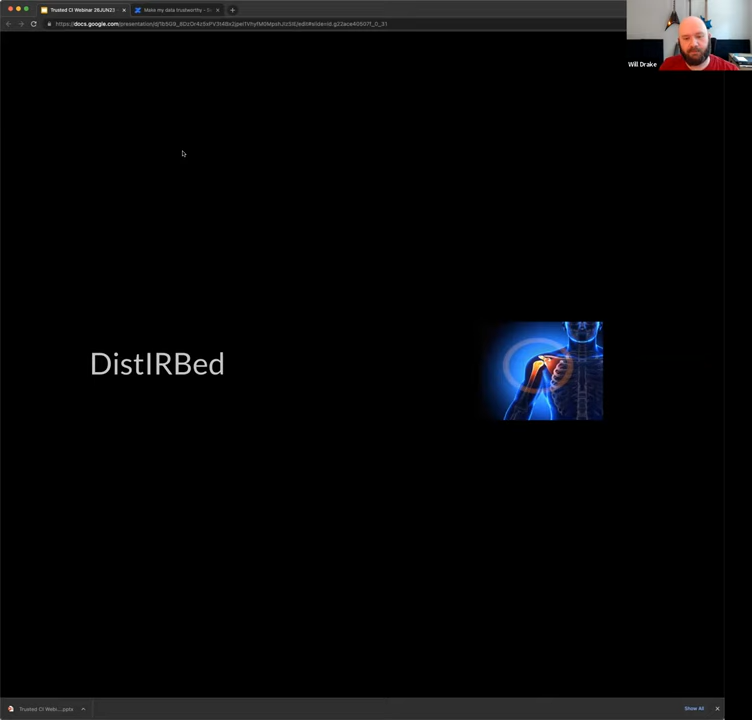 Trusted CI Webinar 26JUN23 -
Make my data trustworthy - S
Will Drake
DistIRBed
Trusted CI Webi....pptx
Show All